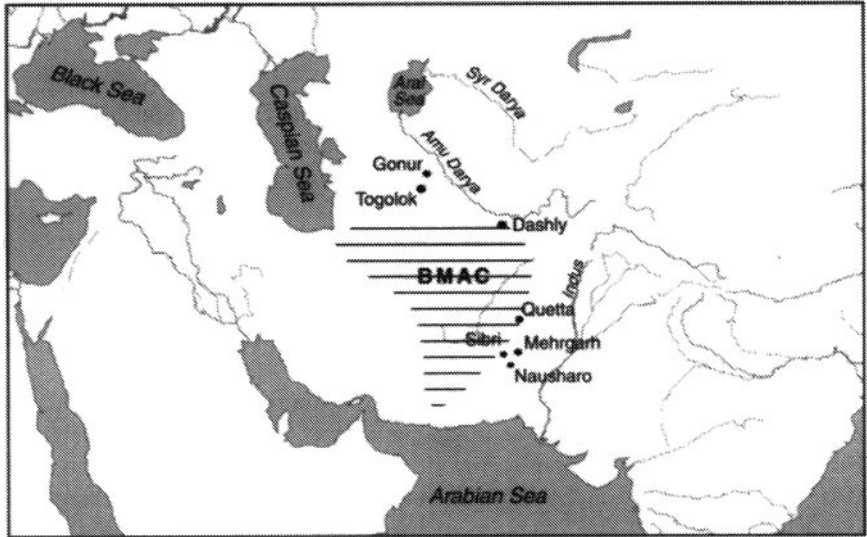 Black Sea
Caspian Sea
Aral
Sea
Syr Darya
Amu Darya
Gonur
Togolok
Dashly
BMAC
Indus
Quetta
Sibri
Mehrgarh
Nausharo
Arabian Sea